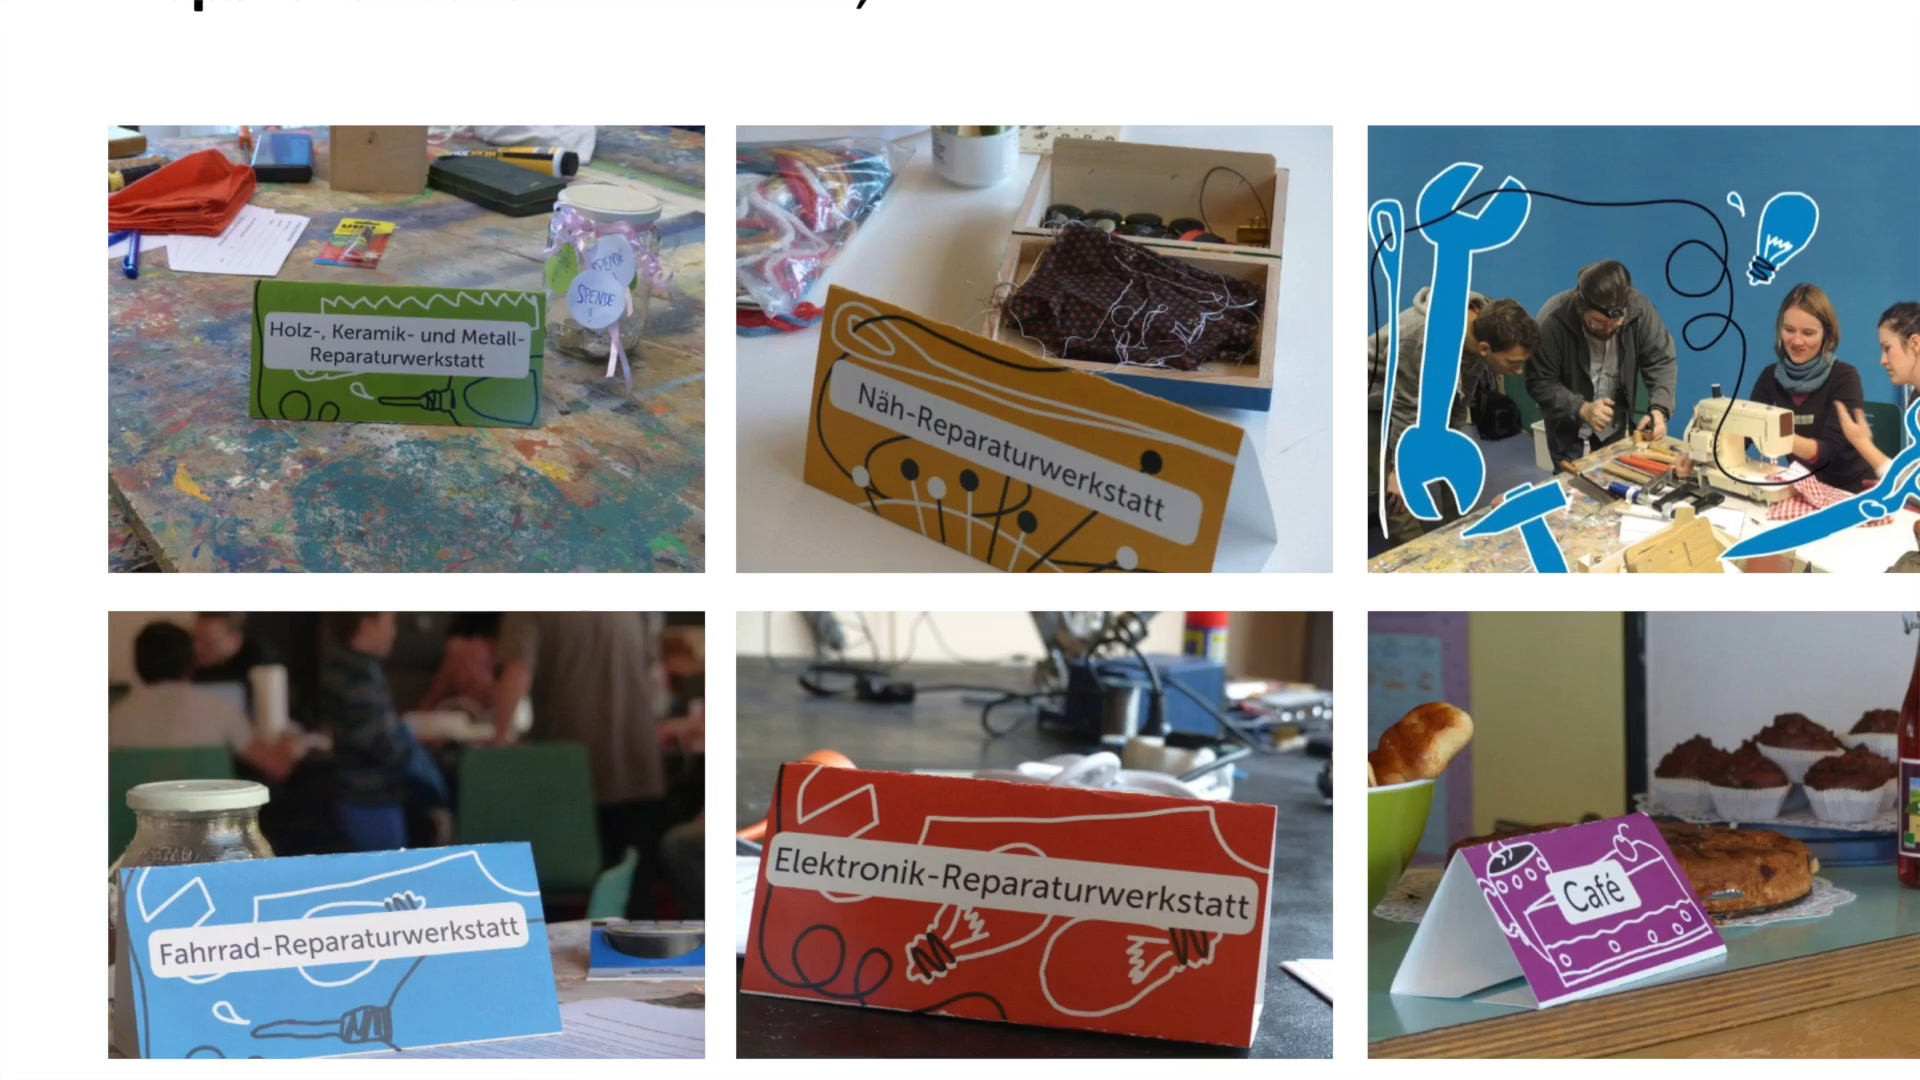 SPENDE
SPENDE
!
Holz-, Keramik- und Metall-
Reparaturwerkstatt
Näh-Reparaturwerkstatt
Fahrrad-Reparaturwerkstatt
Elektronik-Reparaturwerkstatt
Café